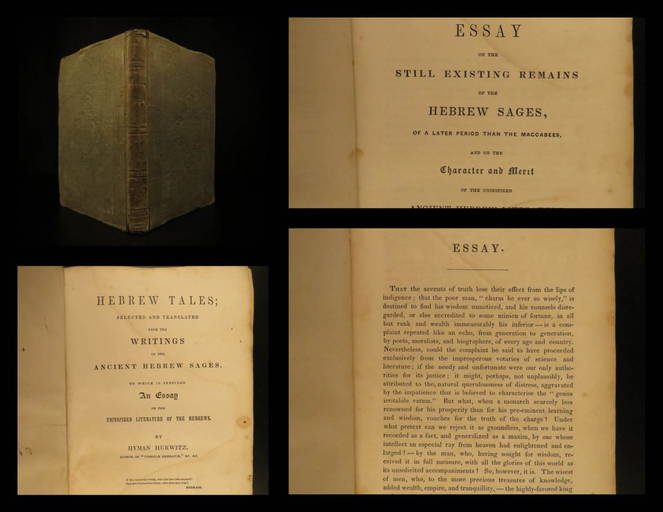 ESSAY
ON THE
STILL EXISTING REMAINS
OF THE
HEBREW SAGES,
OF A LATER PERIOD THAN THE MACCABEES,
AND ON THE
Character and Merit
OF THE UNINSPIRED
ANCIENT HEBREW LITERATURE
HEBREW TALES;
SELECTED AND TRANSLATED
FROM THE
WRITINGS
OF THE
ANCIENT HEBREW SAGES.
TO WHICH IS PREFIXED
An Essay
ON THE
UNINSPIRED LITERATURE OF THE HEBREWS.
BY
HYMAN HURWITZ,
AUTHOR OF "VINDICIÆ HEBRAICÆ," &c. &c.
ESSAY.
THAT the accents of truth lose their effect from the lips of
indigence; that the poor man, "charm he ever so wisely," is
destined to find his wisdom unnoticed, and his counsels disre-
garded, or else accredited to some minion of fortune, in all
but rank and wealth immeasurably his inferior—is a com-
plaint repeated like an echo, from generation to generation,
by poets, moralists, and biographers, of every age and country.
Nevertheless, could the complaint be said to have proceeded
exclusively from the improsperous votaries of science and
literature; if the needy and unfortunate were our only autho-
rities for its justice; it might, perhaps, not unplausibly, be
attributed to the natural querulousness of distress, aggravated
by the impatience that is believed to characterise the "genus
irritabile vatum." But what, when a monarch scarcely less
renowned for his prosperity than for his pre-eminent learning
and wisdom, vouches for the truth of the charge? Under
what pretext can we reject it as groundless, when we have it
recorded as a fact, and generalized as a maxim, by one whose
intellect an especial ray from heaven had enlightened and en-
larged?—by the man, who, having sought for wisdom, re-
ceived it in full measure, with all the glories of this world as
its unsolicited accompaniments? So, however, it is. The wisest
of men, who, to the more precious treasures of knowledge,
added wealth, empire, and tranquillity,—the highly-favored king